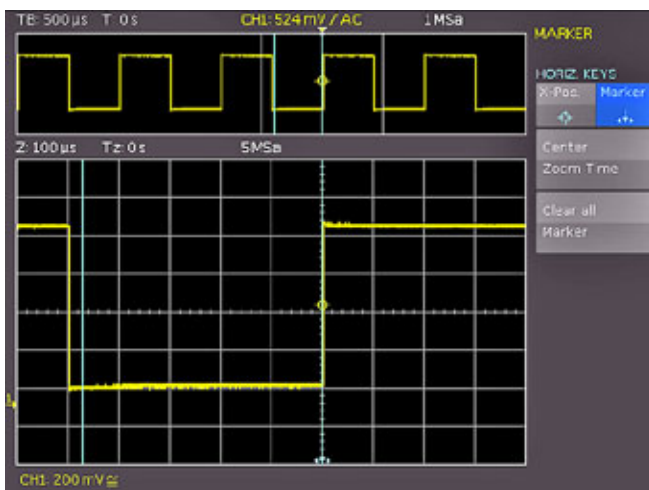 TB: 500 µs T: 0 s CH1: 524 mV / AC 1 MSa
MARKER
HORIZ. KEYS
X-Pos. Marker
Z: 100 µs Tz: 0 s 5 MSa
Center
Zoom Time
Clear all
Marker
1
CH1: 200 mV ≅